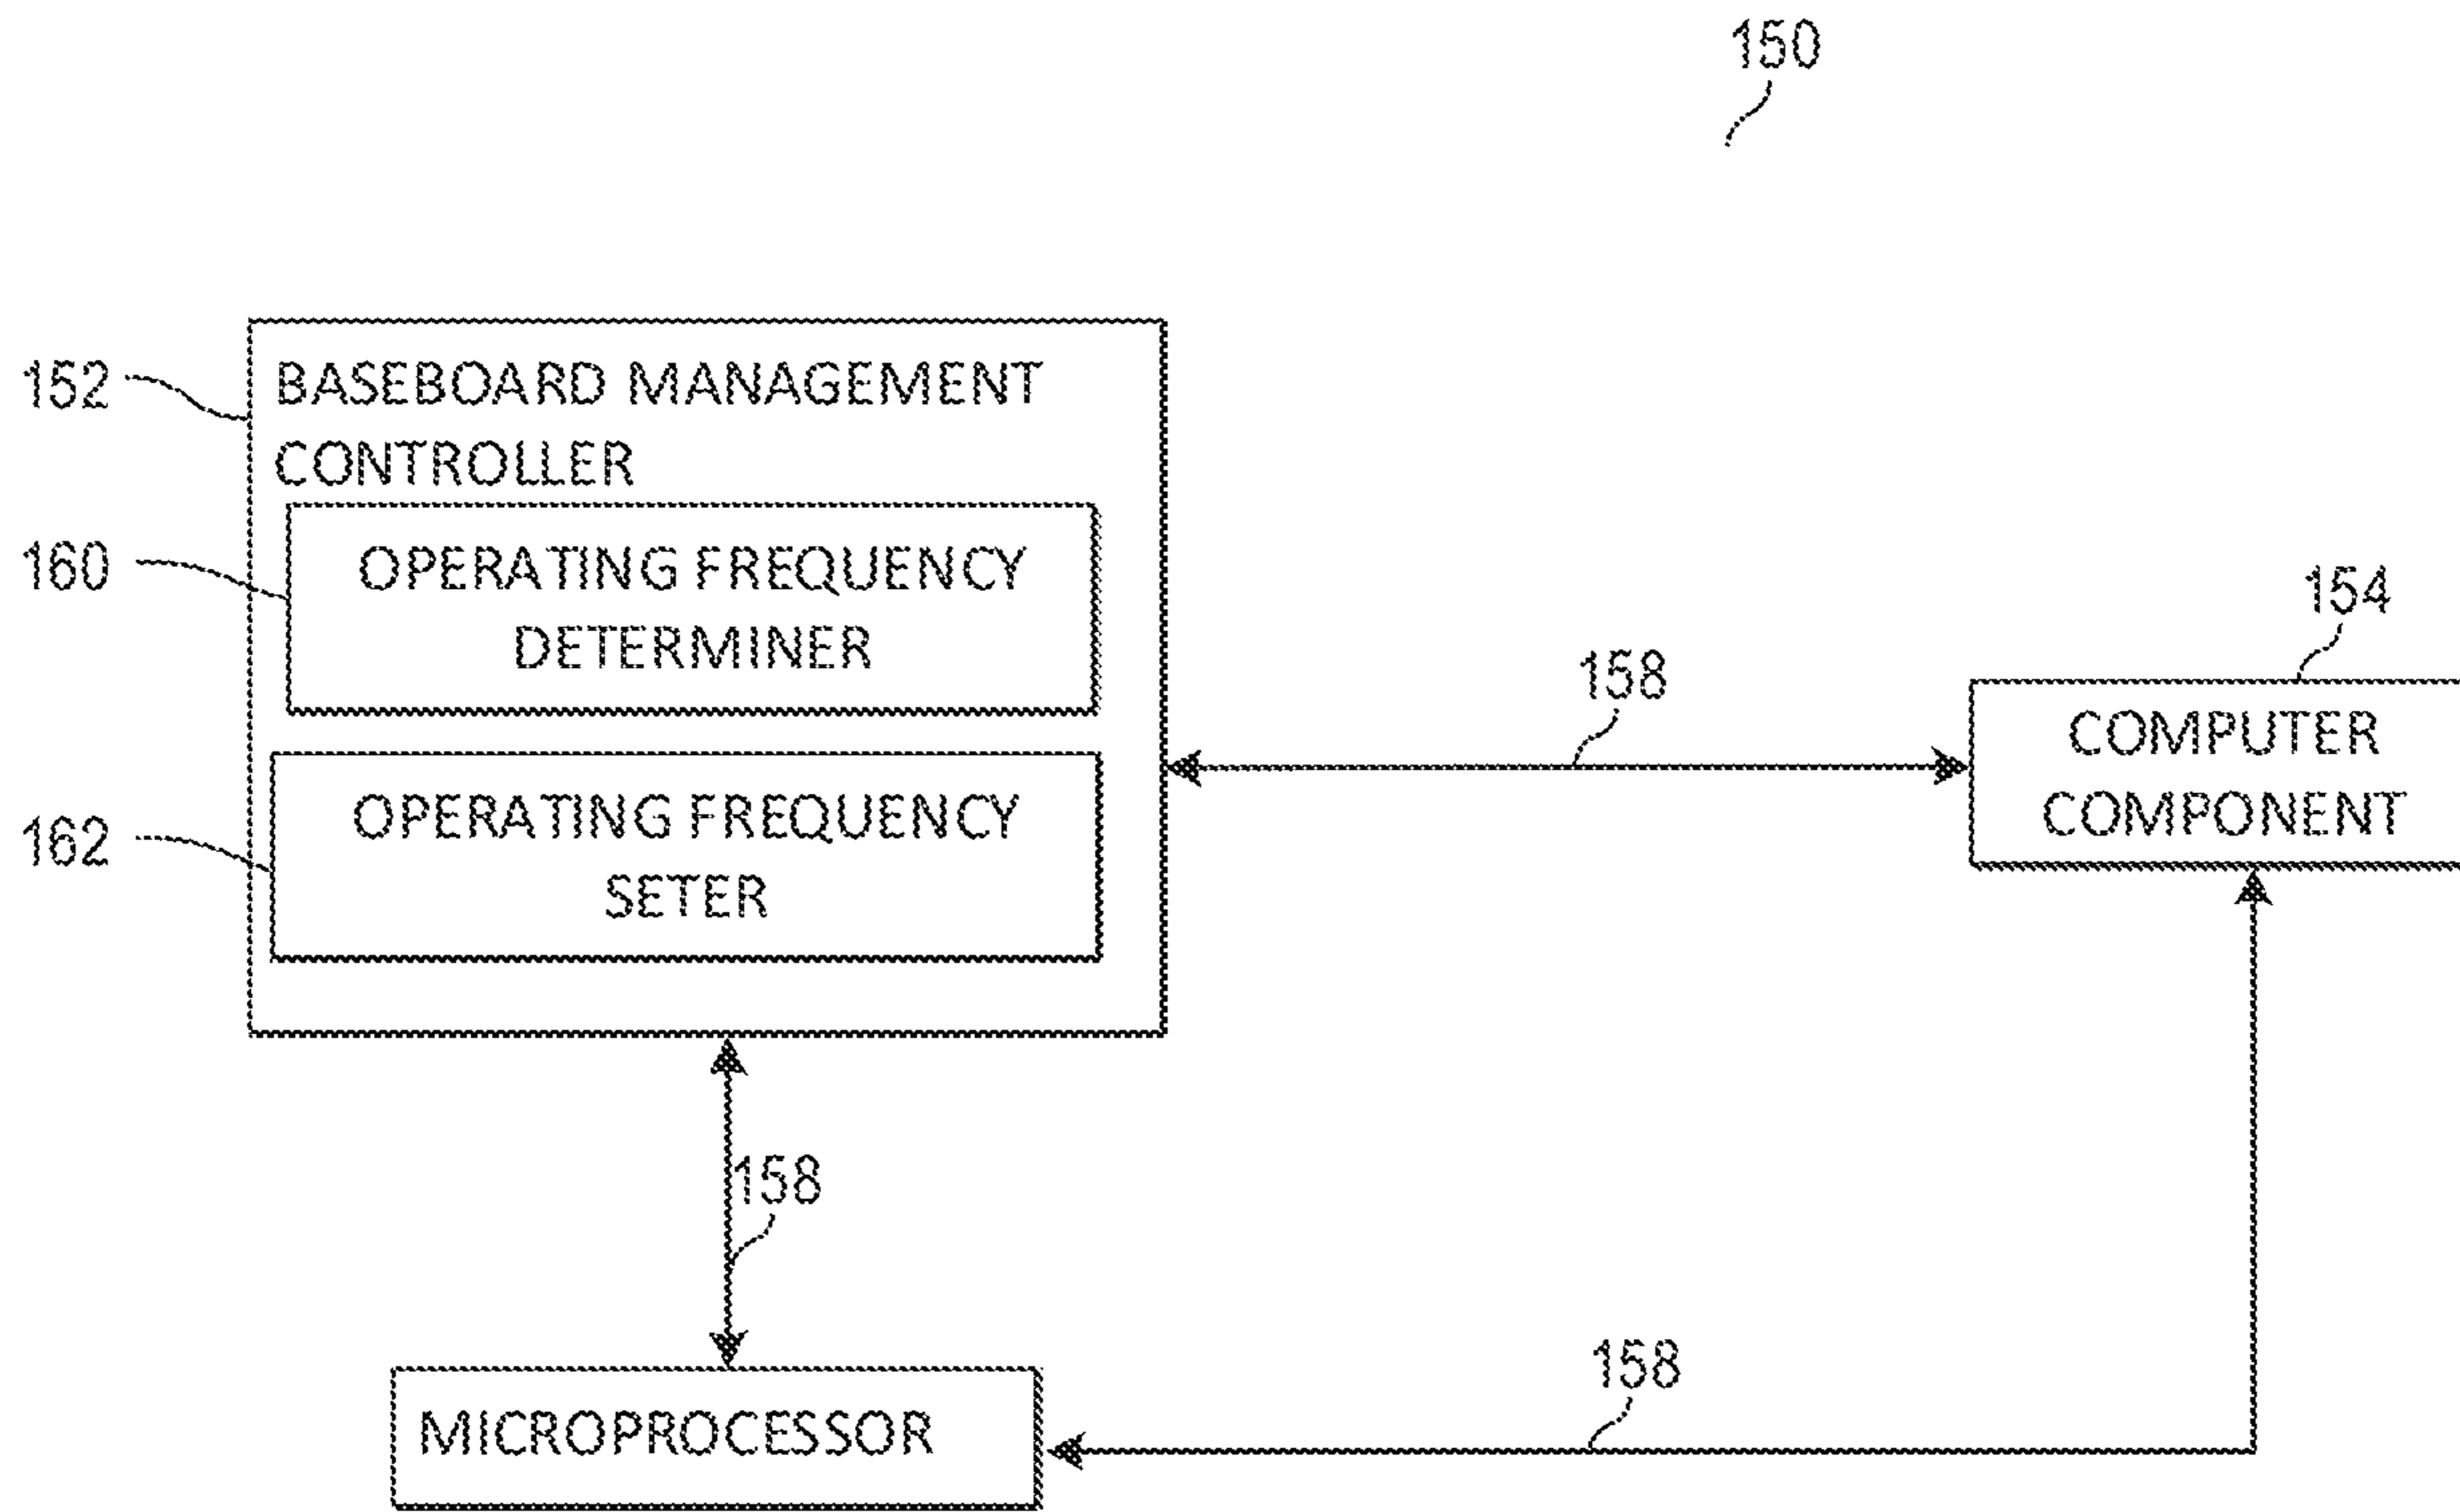 150
152
BASEBOARD MANAGEMENT
CONTROLLER
160
OPERATING FREQUENCY
DETERMINER
154
158
COMPUTER
COMPONENT
162
OPERATING FREQUENCY
SETER
158
158
MICROPROCESSOR